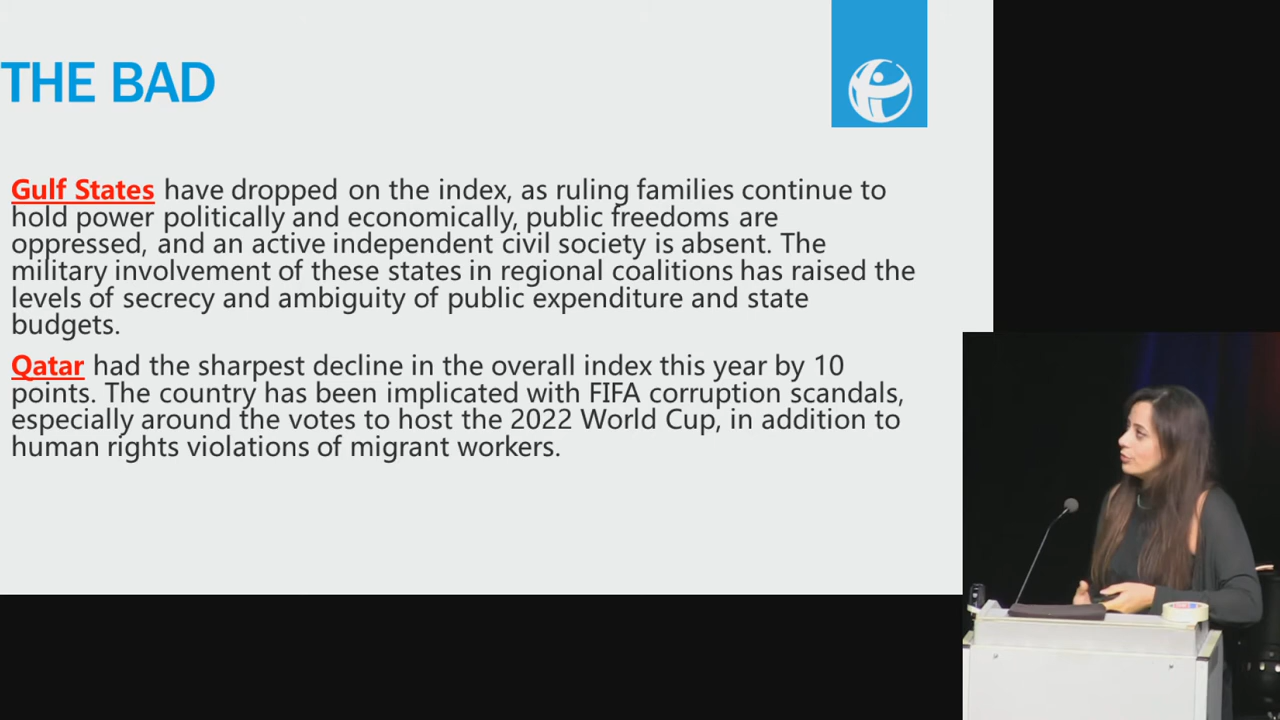 THE BAD
Gulf States have dropped on the index, as ruling families continue to
hold power politically and economically, public freedoms are
oppressed, and an active independent civil society is absent. The
military involvement of these states in regional coalitions has raised the
levels of secrecy and ambiguity of public expenditure and state
budgets.
Qatar had the sharpest decline in the overall index this year by 10
points. The country has been implicated with FIFA corruption scandals,
especially around the votes to host the 2022 World Cup, in addition to
human rights violations of migrant workers.